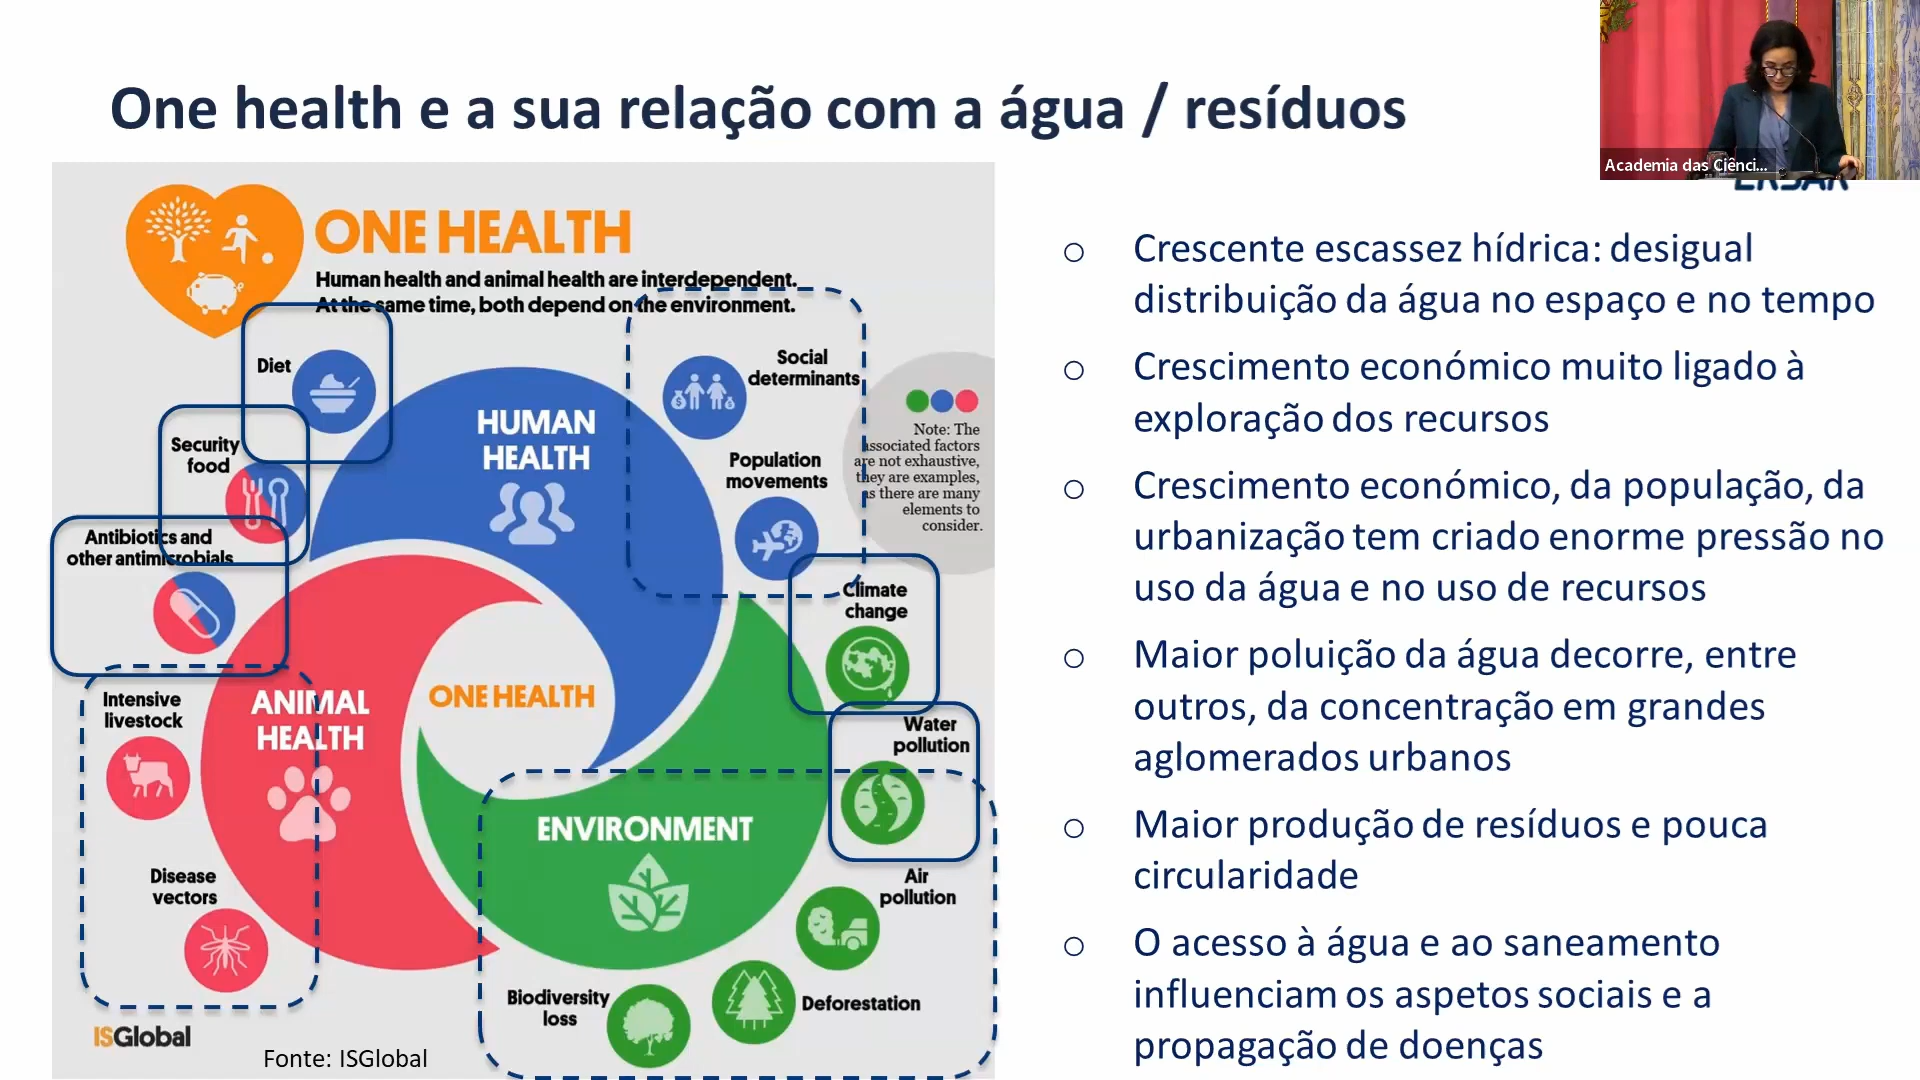 One health e a sua relação com a água / resíduos
Academia das Ciênci...
ERSAR
ONE HEALTH
Human health and animal health are interdependent.
At the same time, both depend on the environment.
Diet
Security
food
Antibiotics and
other antimicrobials
Intensive
livestock
Disease
vectors
HUMAN
HEALTH
ANIMAL
HEALTH
ONE HEALTH
ENVIRONMENT
Social
determinants
Population
movements
Note: The
associated factors
are not exhaustive,
they are examples,
as there are many
elements to
consider.
Climate
change
Water
pollution
Air
pollution
Deforestation
Biodiversity
loss
ISGlobal
Fonte: ISGlobal
o Crescente escassez hídrica: desigual
distribuição da água no espaço e no tempo
o Crescimento económico muito ligado à
exploração dos recursos
o Crescimento económico, da população, da
urbanização tem criado enorme pressão no
uso da água e no uso de recursos
o Maior poluição da água decorre, entre
outros, da concentração em grandes
aglomerados urbanos
o Maior produção de resíduos e pouca
circularidade
o O acesso à água e ao saneamento
influenciam os aspetos sociais e a
propagação de doenças